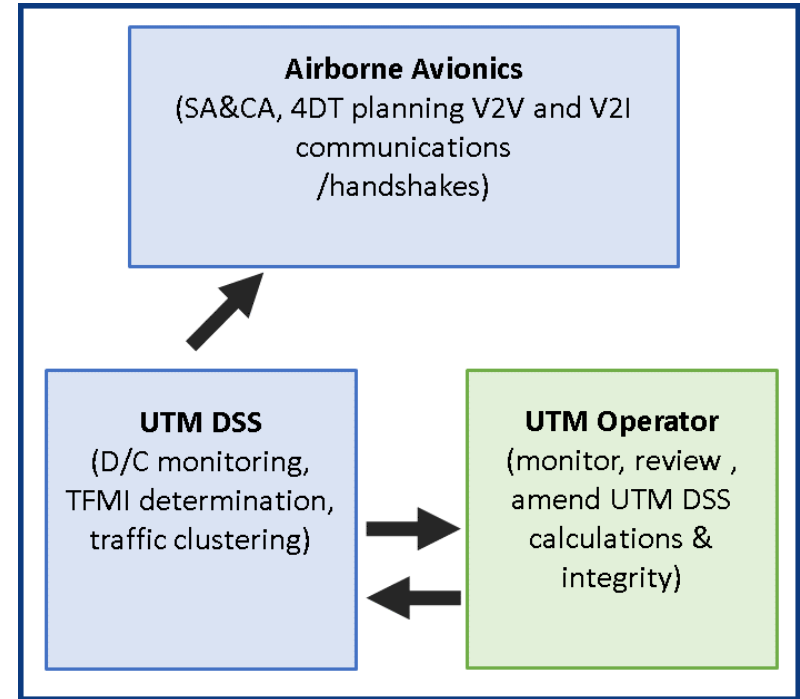 Airborne Avionics
(SA&CA, 4DT planning V2V and V2I
communications
/handshakes)
UTM DSS
(D/C monitoring,
TFMI determination,
traffic clustering)
UTM Operator
(monitor, review ,
amend UTM DSS
calculations &
integrity)